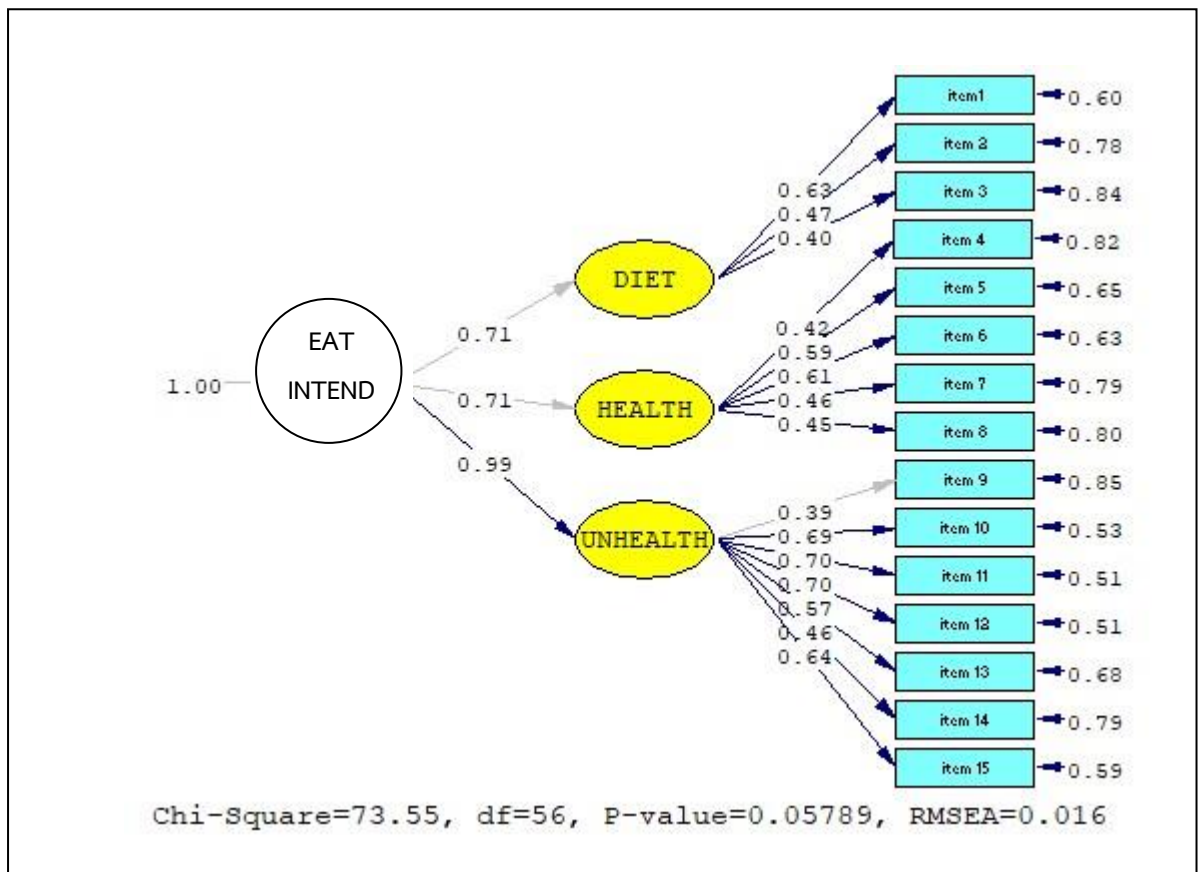 item1
0.60
item 2
0.78
item 3
0.84
item 4
0.82
item 5
0.65
item 6
0.63
item 7
0.79
item 8
0.80
item 9
0.85
item 10
0.53
item 11
0.51
item 12
0.51
item 13
0.68
item 14
0.79
item 15
0.59
0.63
0.47
0.40
0.42
0.59
0.61
0.46
0.45
0.39
0.69
0.70
0.70
0.57
0.46
0.64
DIET
HEALTH
UNHEALTH
0.71
0.71
0.99
EAT
INTEND
1.00
Chi-Square=73.55, df=56, P-value=0.05789, RMSEA=0.016